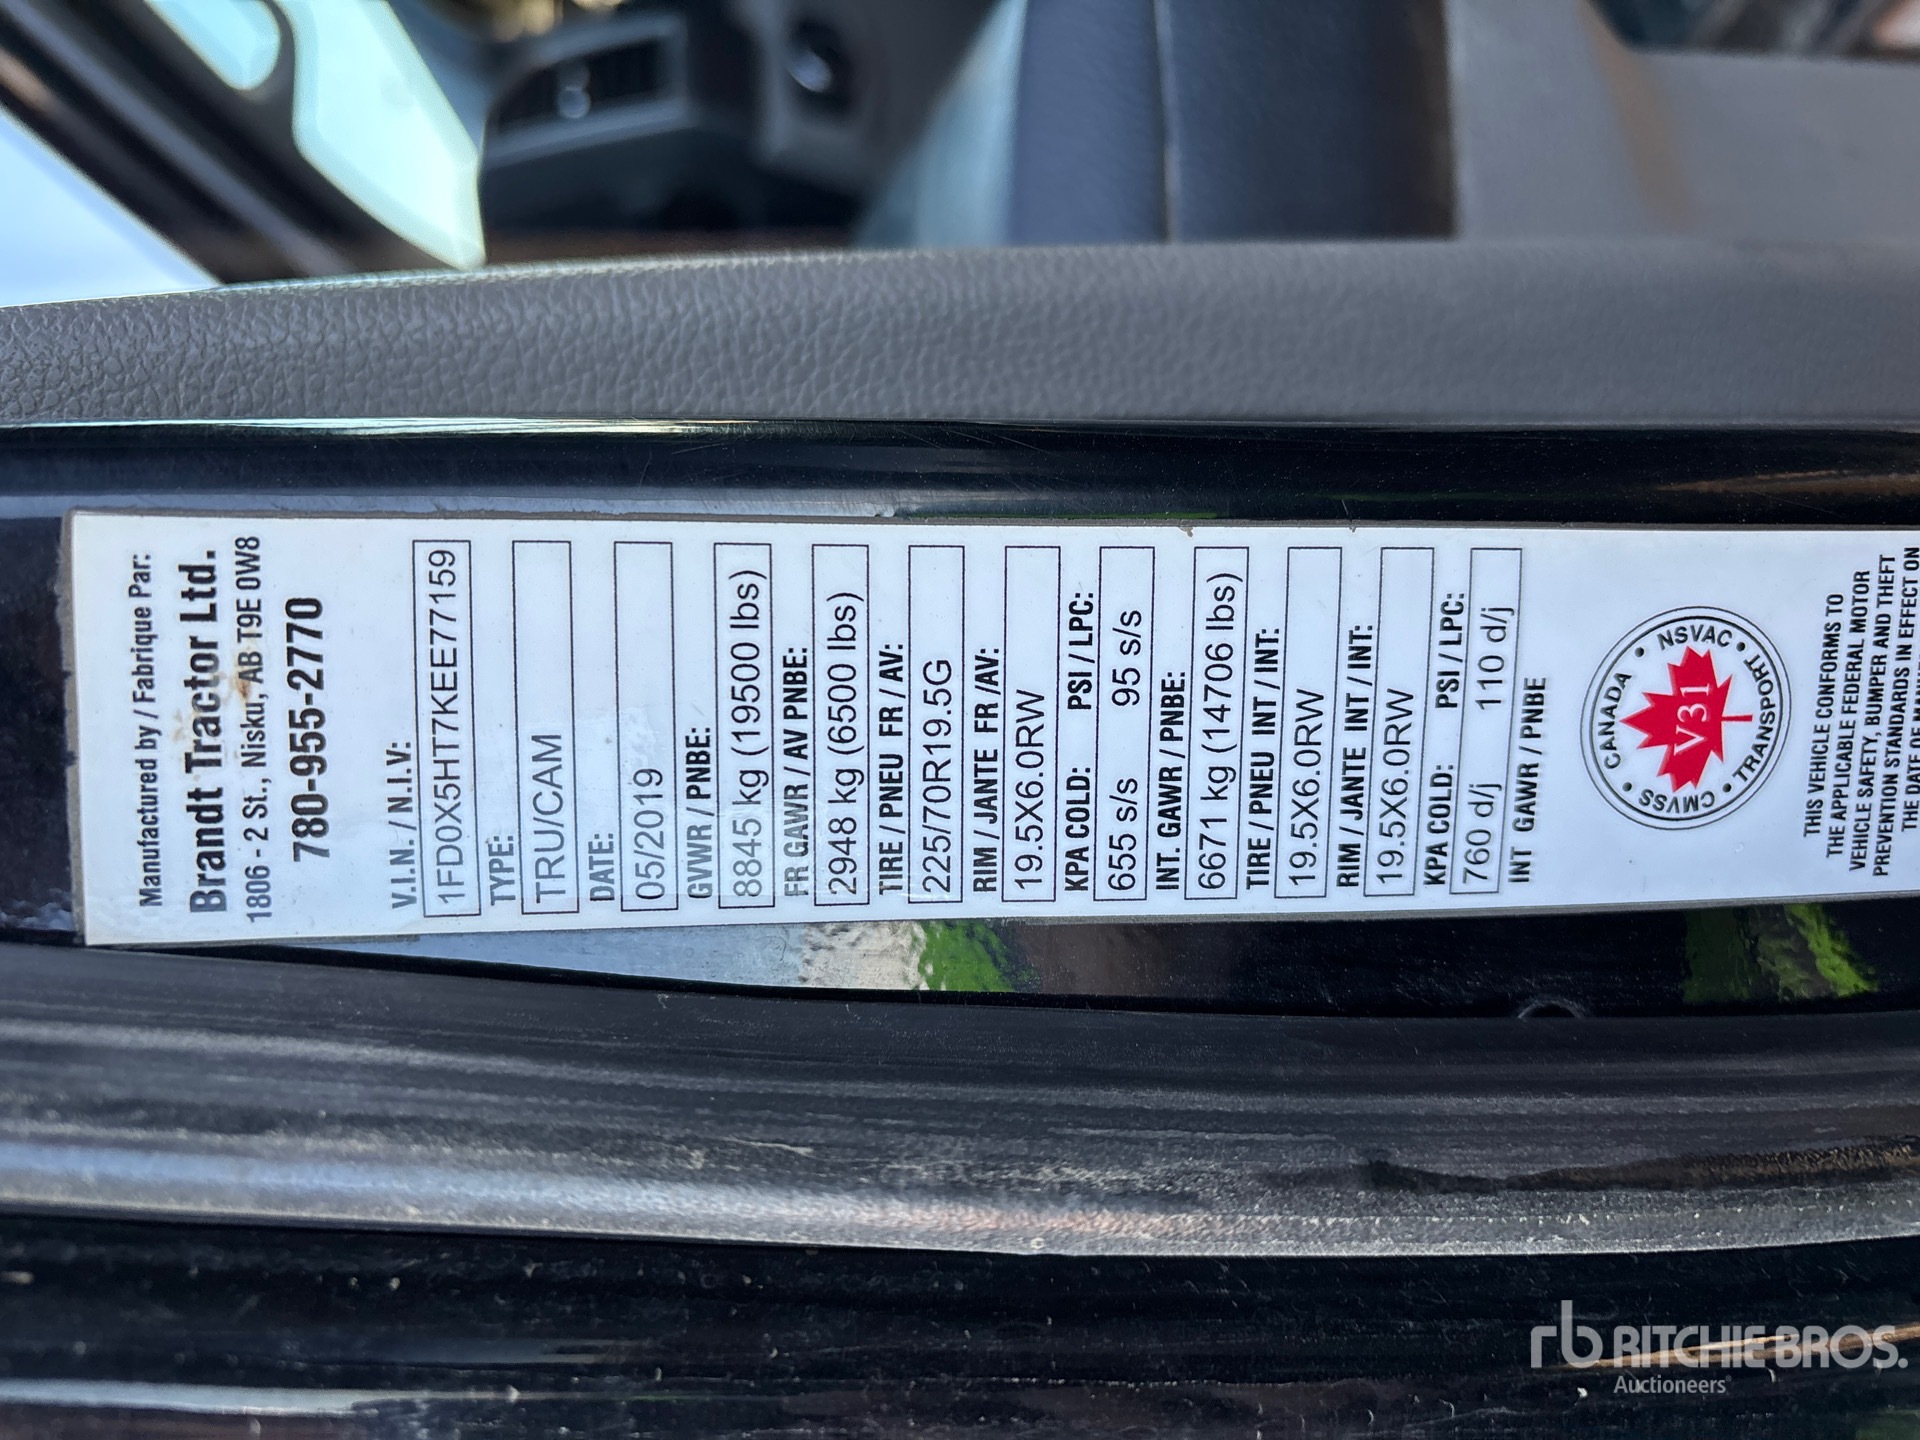 Manufactured by / Fabrique Par:
Brandt Tractor Ltd.
1806 - 2 St., Nisku, AB T9E 0W8
780-955-2770
V.I.N. / N.I.V:
1FD0X5HT7KEE77159
TYPE:
TRU/CAM
DATE:
05/2019
GVWR / PNBE:
8845 kg (19500 lbs)
FR GAWR / AV PNBE:
2948 kg (6500 lbs)
TIRE / PNEU FR / AV:
225/70R19.5G
RIM / JANTE FR /AV:
19.5X6.0RW
KPA COLD: PSI / LPC:
655 s/s 95 s/s
INT. GAWR / PNBE:
6671 kg (14706 lbs)
TIRE / PNEU INT / INT:
19.5X6.0RW
RIM / JANTE INT / INT:
19.5X6.0RW
KPA COLD: PSI / LPC:
760 d/j 110 d/j
INT GAWR / PNBE
CANADA • NSVAC • TRANSPORT • CMVSS •
V31
THIS VEHICLE CONFORMS TO
THE APPLICABLE FEDERAL MOTOR
VEHICLE SAFETY, BUMPER AND THEFT
PREVENTION STANDARDS IN EFFECT ON
rb RITCHIE BROS.
Auctioneers